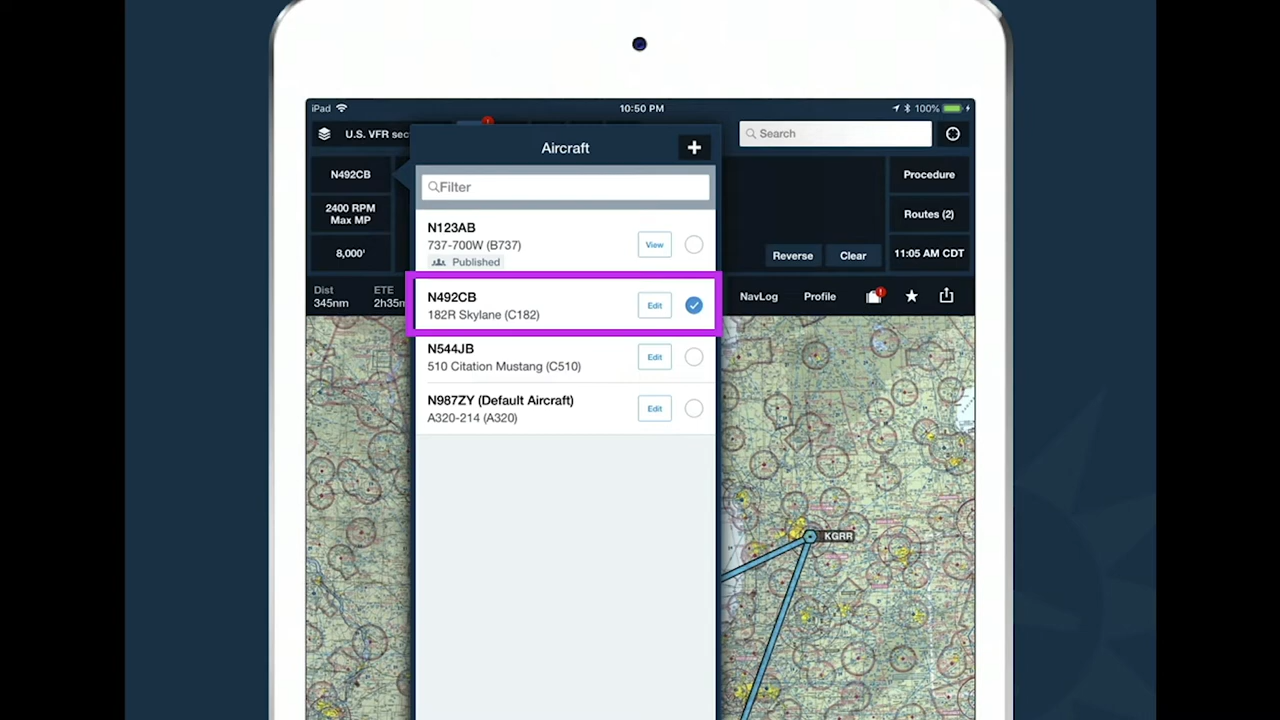 iPad
10:50 PM
100%
U.S. VFR sec
Search
Aircraft
+
Filter
N492CB
2400 RPM
Max MP
8,000'
N123AB
737-700W (B737)
Published
View
N492CB
182R Skylane (C182)
Edit
N544JB
510 Citation Mustang (C510)
Edit
N987ZY (Default Aircraft)
A320-214 (A320)
Edit
Procedure
Routes (2)
Reverse
Clear
11:05 AM CDT
Dist
345nm
ETE
2h35m
NavLog
Profile
KGRR